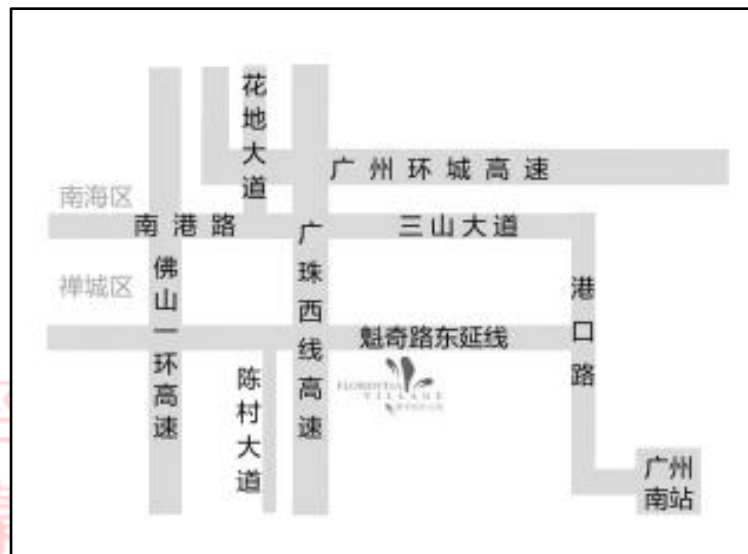 花地大道
广州环城高速
南海区
南港路
三山大道
广珠西线高速
佛山一环高速
禅城区
港口路
魁奇路东延线
FLORENTIA
VILLAGE
陈村大道
广州
南站